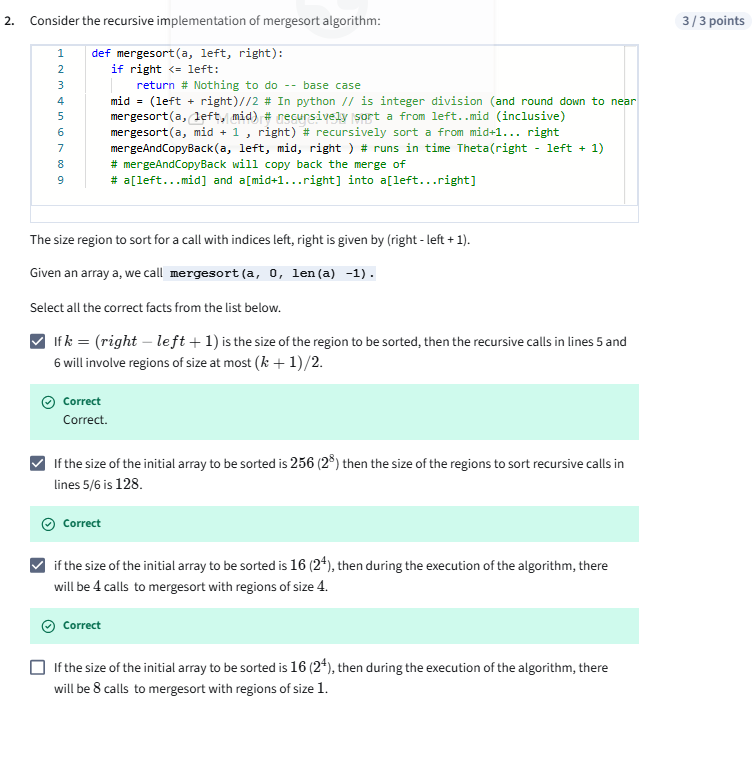 2. Consider the recursive implementation of mergesort algorithm:
3 / 3 points
1 def mergesort(a, left, right):
2 if right <= left:
3 return # Nothing to do -- base case
4 mid = (left + right)//2 # In python // is integer division (and round down to near
5 mergesort(a, left, mid) # recursively sort a from left..mid (inclusive)
6 mergesort(a, mid + 1 , right) # recursively sort a from mid+1... right
7 mergeAndCopyBack(a, left, mid, right ) # runs in time Theta(right - left + 1)
8 # mergeAndCopyBack will copy back the merge of
9 # a[left...mid] and a[mid+1...right] into a[left...right]
The size region to sort for a call with indices left, right is given by (right - left + 1).
Given an array a, we call mergesort(a, 0, len(a) -1).
Select all the correct facts from the list below.
If k = (right − left + 1) is the size of the region to be sorted, then the recursive calls in lines 5 and
6 will involve regions of size at most (k + 1)/2.
Correct
Correct.
If the size of the initial array to be sorted is 256 (2⁸) then the size of the regions to sort recursive calls in
lines 5/6 is 128.
Correct
if the size of the initial array to be sorted is 16 (2⁴), then during the execution of the algorithm, there
will be 4 calls to mergesort with regions of size 4.
Correct
If the size of the initial array to be sorted is 16 (2⁴), then during the execution of the algorithm, there
will be 8 calls to mergesort with regions of size 1.